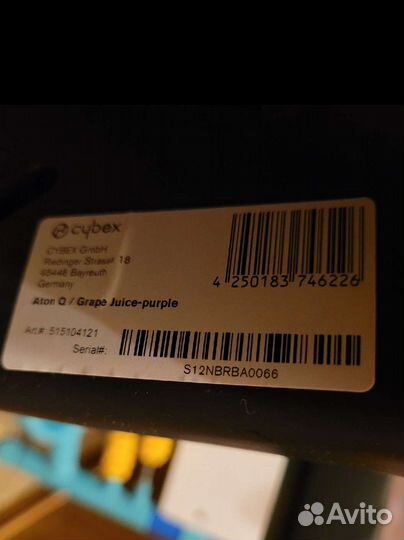 cybex
CYBEX GmbH
Riedinger Strasse 18
95448 Bayreuth
Germany
4 250183 746226
Aton Q / Grape Juice-purple
Art.#: 515104121
Serial#:
S12NBRBA0066
Avito